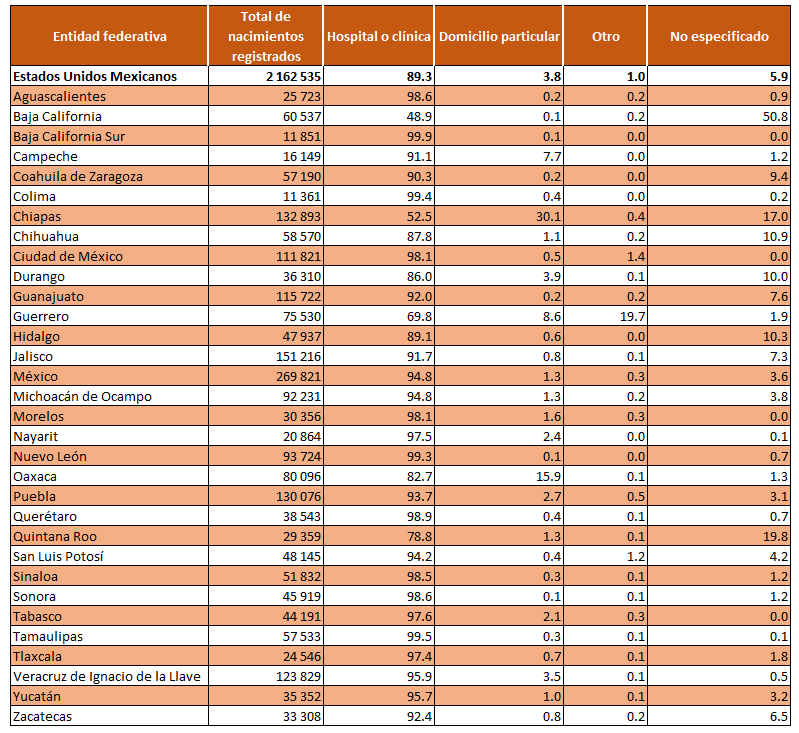 Entidad federativa Total de nacimientos registrados Hospital o clínica Domicilio particular Otro No especificado
Estados Unidos Mexicanos 2 162 535 89.3 3.8 1.0 5.9
Aguascalientes 25 723 98.6 0.2 0.2 0.9
Baja California 60 537 48.9 0.1 0.2 50.8
Baja California Sur 11 851 99.9 0.1 0.0 0.0
Campeche 16 149 91.1 7.7 0.0 1.2
Coahuila de Zaragoza 57 190 90.3 0.2 0.0 9.4
Colima 11 361 99.4 0.4 0.0 0.2
Chiapas 132 893 52.5 30.1 0.4 17.0
Chihuahua 58 570 87.8 1.1 0.2 10.9
Ciudad de México 111 821 98.1 0.5 1.4 0.0
Durango 36 310 86.0 3.9 0.1 10.0
Guanajuato 115 722 92.0 0.2 0.2 7.6
Guerrero 75 530 69.8 8.6 19.7 1.9
Hidalgo 47 937 89.1 0.6 0.0 10.3
Jalisco 151 216 91.7 0.8 0.1 7.3
México 269 821 94.8 1.3 0.3 3.6
Michoacán de Ocampo 92 231 94.8 1.3 0.2 3.8
Morelos 30 356 98.1 1.6 0.3 0.0
Nayarit 20 864 97.5 2.4 0.0 0.1
Nuevo León 93 724 99.3 0.1 0.0 0.7
Oaxaca 80 096 82.7 15.9 0.1 1.3
Puebla 130 076 93.7 2.7 0.5 3.1
Querétaro 38 543 98.9 0.4 0.1 0.7
Quintana Roo 29 359 78.8 1.3 0.1 19.8
San Luis Potosí 48 145 94.2 0.4 1.2 4.2
Sinaloa 51 832 98.5 0.3 0.1 1.2
Sonora 45 919 98.6 0.1 0.1 1.2
Tabasco 44 191 97.6 2.1 0.3 0.0
Tamaulipas 57 533 99.5 0.3 0.1 0.1
Tlaxcala 24 546 97.4 0.7 0.1 1.8
Veracruz de Ignacio de la Llave 123 829 95.9 3.5 0.1 0.5
Yucatán 35 352 95.7 1.0 0.1 3.2
Zacatecas 33 308 92.4 0.8 0.2 6.5